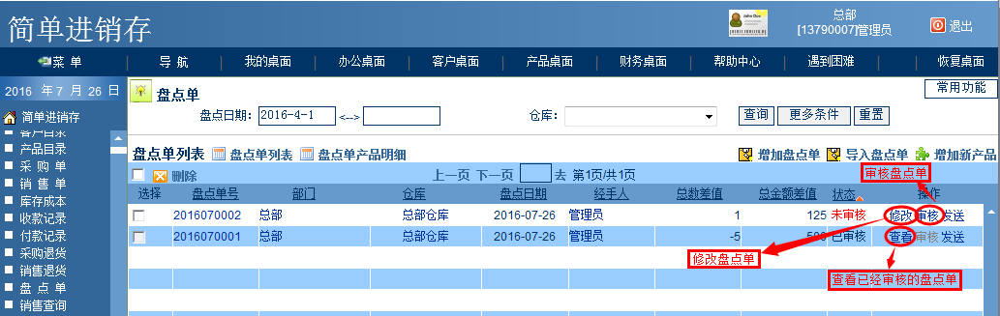 简单进销存
John Doe
总部
[13790007]管理员
退出
菜 单
导 航
我的桌面
办公桌面
客户桌面
产品桌面
财务桌面
帮助中心
遇到困难
恢复桌面
2016 年 7 月 26 日
盘点单
常用功能
简单进销存
盘点日期: 2016-4-1 <--> 仓库: 查询 更多条件 重置
客户目录
产品目录
采 购 单
销 售 单
库存成本
收款记录
付款记录
采购退货
销售退货
盘 点 单
销售查询
盘点单列表 盘点单列表 盘点单产品明细 增加盘点单 导入盘点单 增加新产品
删除 上一页 下一页 去 第1页/共1页 审核盘点单
选择 盘点单号 部门 仓库 盘点日期 经手人 总数差值 总金额差值 状态 操作
2016070002 总部 总部仓库 2016-07-26 管理员 1 125 未审核 修改 审核 发送
2016070001 总部 总部仓库 2016-07-26 管理员 -5 已审核 查看 审核 发送
修改盘点单
查看已经审核的盘点单